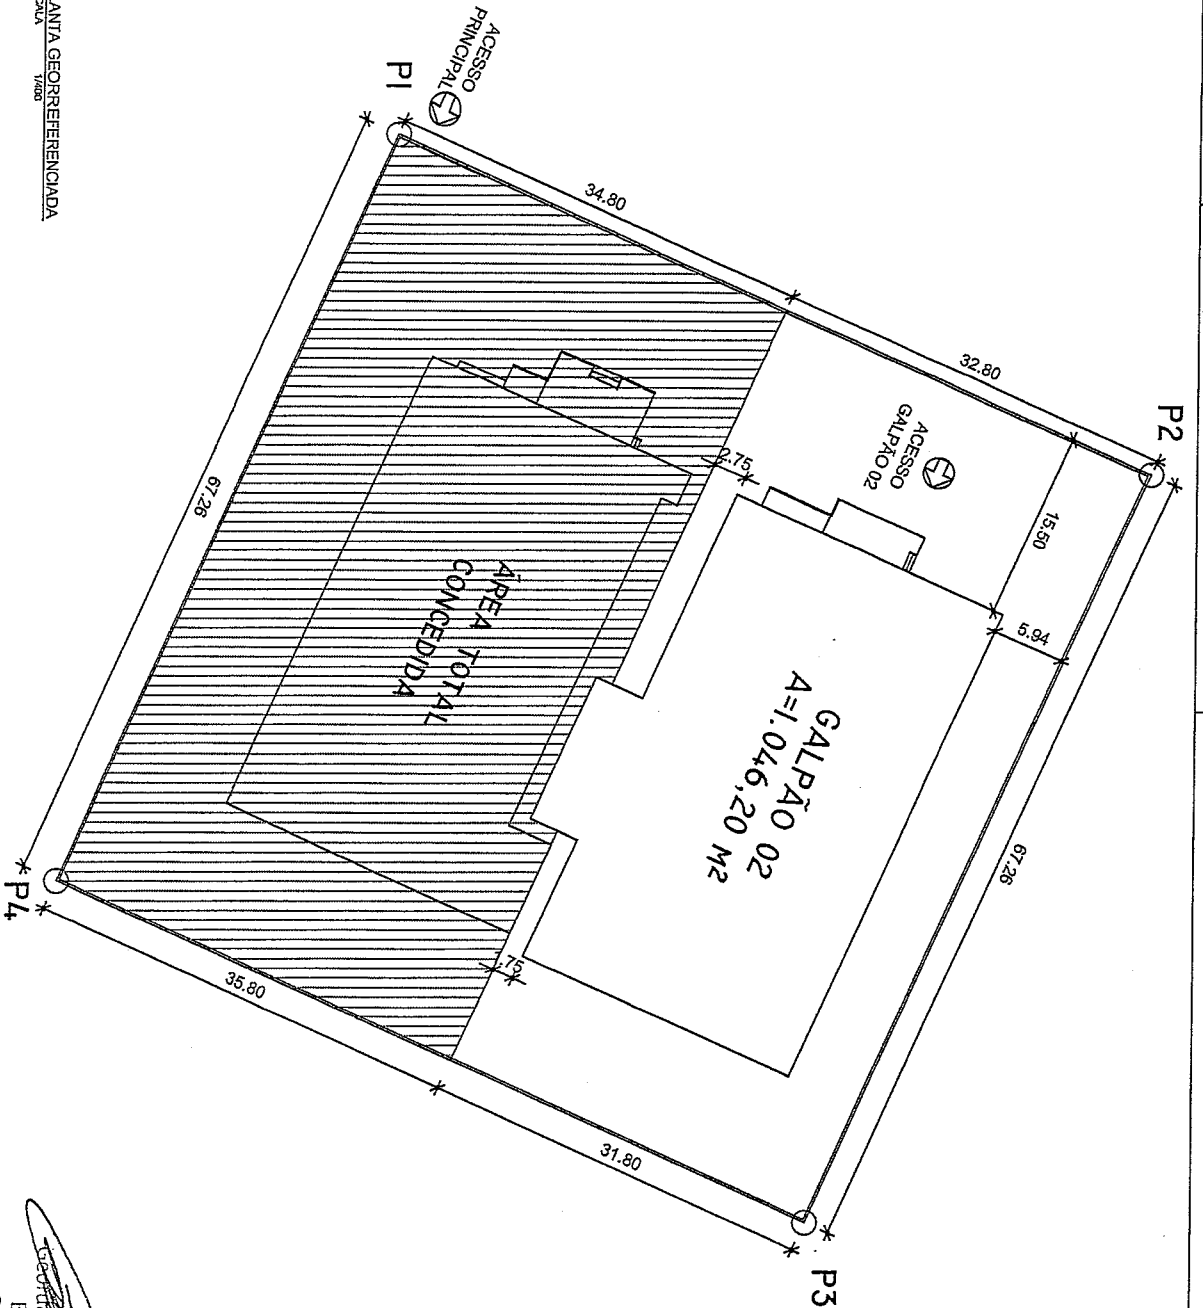 P1
ACESSO
PRINCIPAL
34.80
32.80
P2
ACESSO
GALPÃO 02
15.50
5.94
2.75
67.26
GALPÃO 02
A=1.046,20 M2
ÁREA TOTAL
CONCEDIDA
67.26
.75
35.80
31.80
P3
P4
ANTA GEORREFERENCIADA
1/400